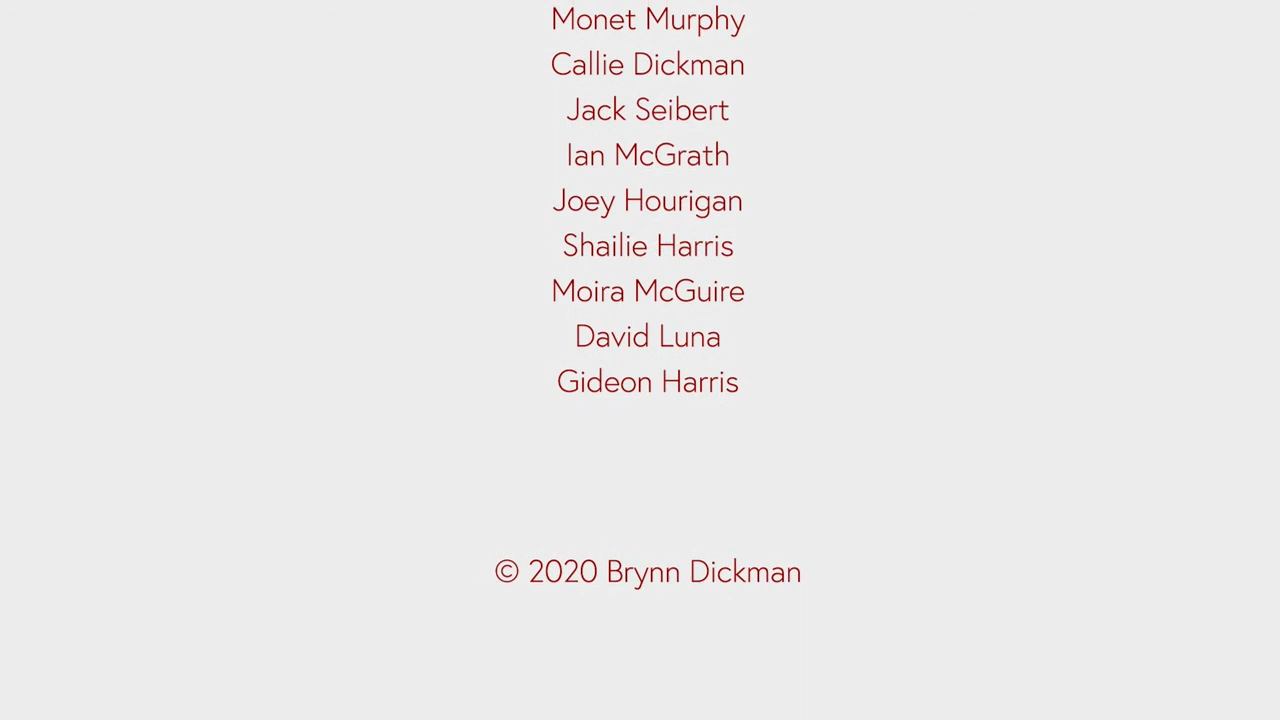 Monet Murphy
Callie Dickman
Jack Seibert
Ian McGrath
Joey Hourigan
Shailie Harris
Moira McGuire
David Luna
Gideon Harris
© 2020 Brynn Dickman